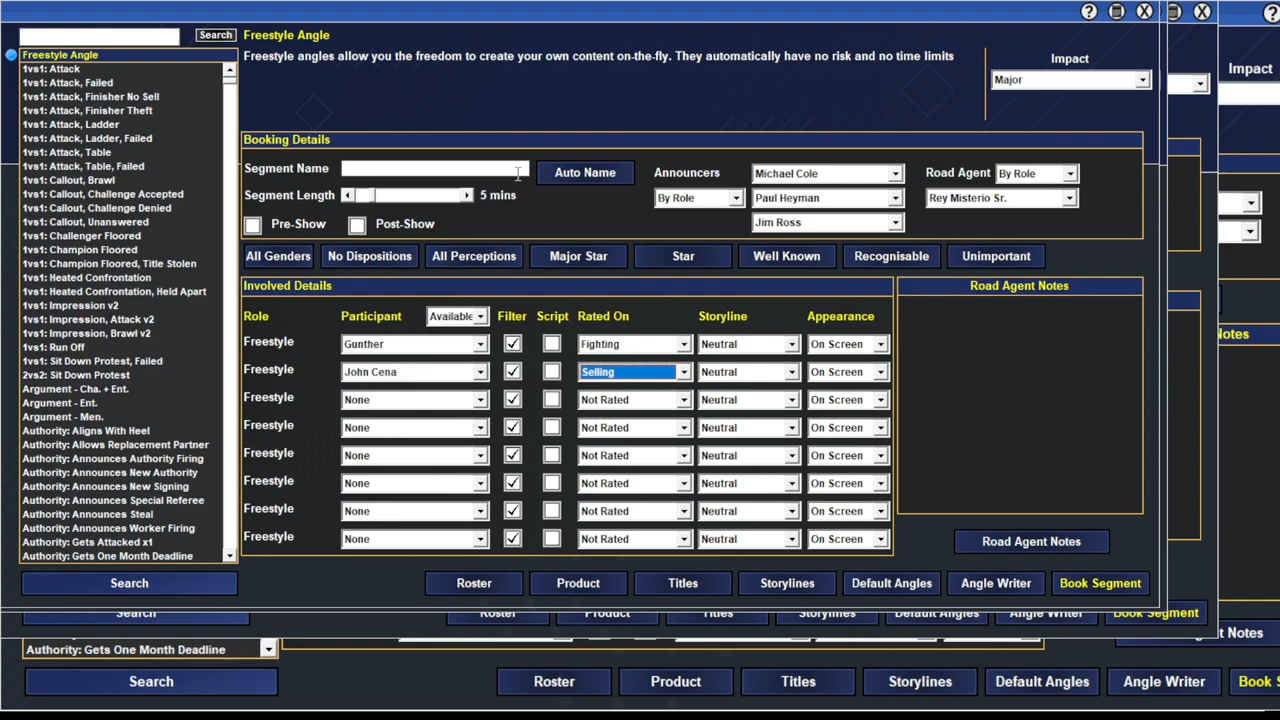 Search
Freestyle Angle
Freestyle angles allow you the freedom to create your own content on-the-fly. They automatically have no risk and no time limits
Impact
Major
Impact
Freestyle Angle
1vs1: Attack
1vs1: Attack, Failed
1vs1: Attack, Finisher No Sell
1vs1: Attack, Finisher Theft
1vs1: Attack, Ladder
1vs1: Attack, Ladder, Failed
1vs1: Attack, Table
1vs1: Attack, Table, Failed
1vs1: Callout, Brawl
1vs1: Callout, Challenge Accepted
1vs1: Callout, Challenge Denied
1vs1: Callout, Unanswered
1vs1: Challenger Floored
1vs1: Champion Floored
1vs1: Champion Floored, Title Stolen
1vs1: Heated Confrontation
1vs1: Heated Confrontation, Held Apart
1vs1: Impression v2
1vs1: Impression, Attack v2
1vs1: Impression, Brawl v2
1vs1: Run Off
1vs1: Sit Down Protest, Failed
2vs2: Sit Down Protest
Argument - Cha. + Ent.
Argument - Ent.
Argument - Men.
Authority: Aligns With Heel
Authority: Allows Replacement Partner
Authority: Announces Authority Firing
Authority: Announces New Authority
Authority: Announces New Signing
Authority: Announces Special Referee
Authority: Announces Steal
Authority: Announces Worker Firing
Authority: Gets Attacked x1
Authority: Gets One Month Deadline
Search
Booking Details
Segment Name
Auto Name
Segment Length
5 mins
Pre-Show
Post-Show
Announcers
By Role
Michael Cole
Paul Heyman
Jim Ross
Road Agent
By Role
Rey Misterio Sr.
All Genders
No Dispositions
All Perceptions
Major Star
Star
Well Known
Recognisable
Unimportant
Involved Details
Role Participant Available Filter Script Rated On Storyline Appearance
Freestyle Gunther Fighting Neutral On Screen
Freestyle John Cena Selling Neutral On Screen
Freestyle None Not Rated Neutral On Screen
Freestyle None Not Rated Neutral On Screen
Freestyle None Not Rated Neutral On Screen
Freestyle None Not Rated Neutral On Screen
Freestyle None Not Rated Neutral On Screen
Freestyle None Not Rated Neutral On Screen
Road Agent Notes
Road Agent Notes
Notes
Roster
Product
Titles
Storylines
Default Angles
Angle Writer
Book Segment
Search Roster Product Titles Storylines Default Angles Angle Writer Book Segment
Authority: Gets One Month Deadline
t Notes
Search
Roster
Product
Titles
Storylines
Default Angles
Angle Writer
Book S